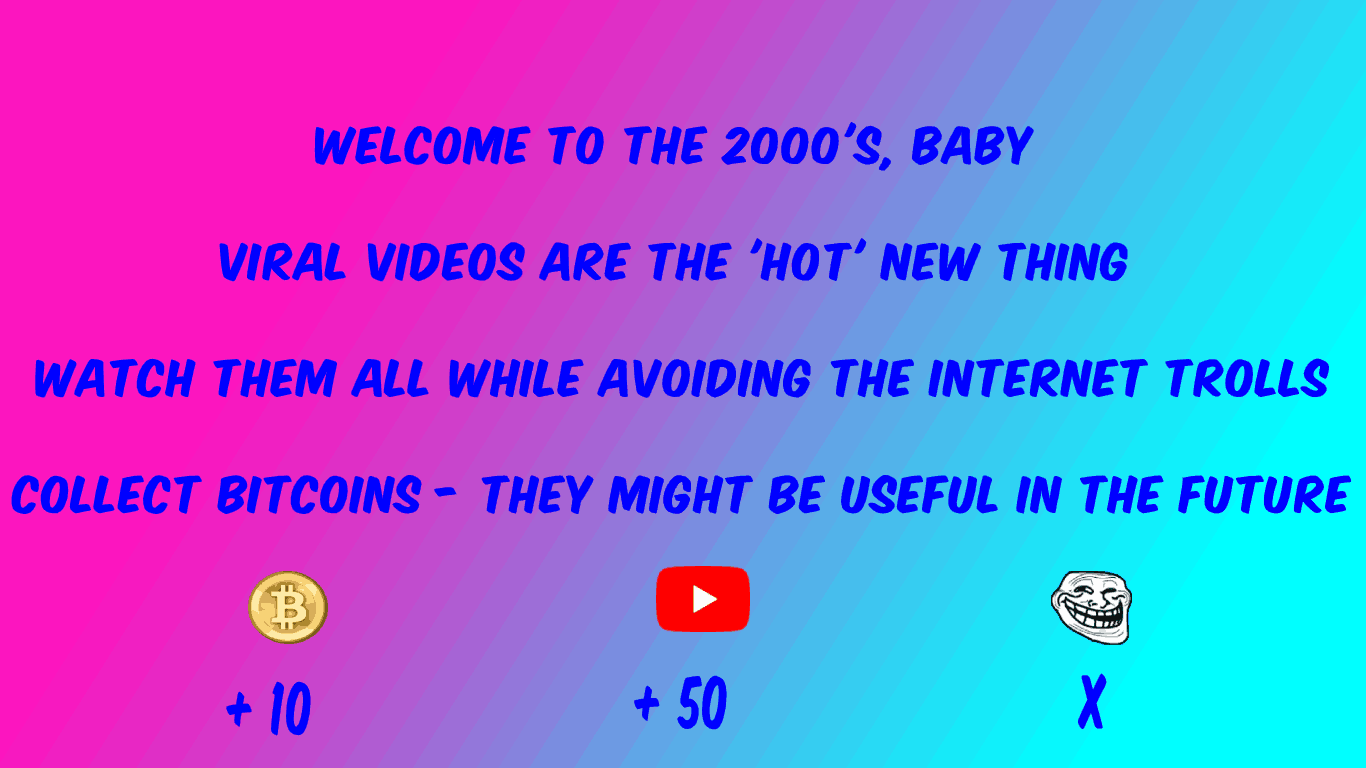 WELCOME TO THE 2000'S, BABY
VIRAL VIDEOS ARE THE 'HOT' NEW THING
WATCH THEM ALL WHILE AVOIDING THE INTERNET TROLLS
COLLECT BITCOINS - THEY MIGHT BE USEFUL IN THE FUTURE
+ 10 + 50 X